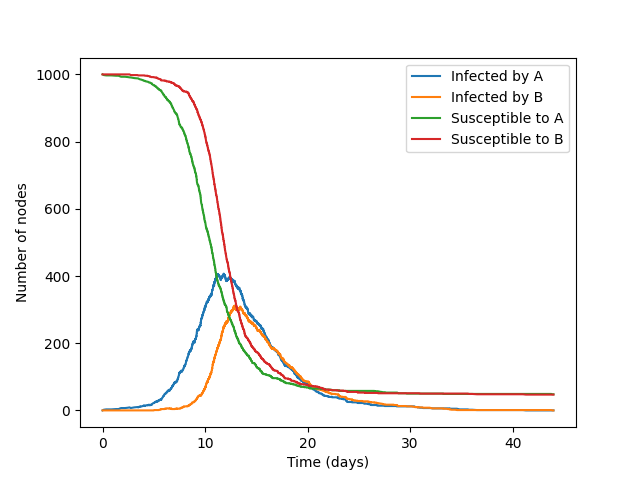 1000
800
600
400
200
0
Number of nodes
Infected by A
Infected by B
Susceptible to A
Susceptible to B
0 10 20 30 40
Time (days)